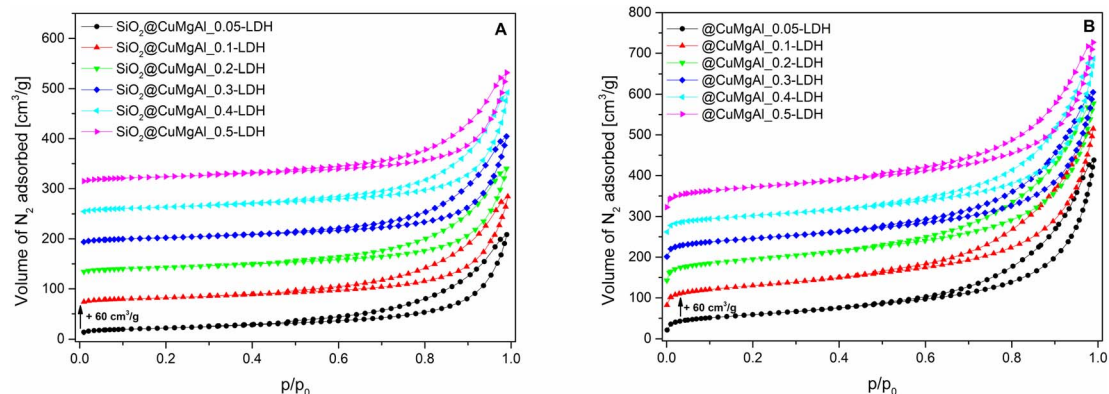 A
SiO2@CuMgAl_0.05-LDH
SiO2@CuMgAl_0.1-LDH
SiO2@CuMgAl_0.2-LDH
SiO2@CuMgAl_0.3-LDH
SiO2@CuMgAl_0.4-LDH
SiO2@CuMgAl_0.5-LDH
Volume of N2 adsorbed [cm3/g]
600
500
400
300
200
100
0
+ 60 cm3/g
0.0 0.2 0.4 0.6 0.8 1.0
p/p0
B
@CuMgAl_0.05-LDH
@CuMgAl_0.1-LDH
@CuMgAl_0.2-LDH
@CuMgAl_0.3-LDH
@CuMgAl_0.4-LDH
@CuMgAl_0.5-LDH
Volume of N2 adsorbed [cm3/g]
800
700
600
500
400
300
200
100
0
+ 60 cm3/g
0.0 0.2 0.4 0.6 0.8 1.0
p/p0